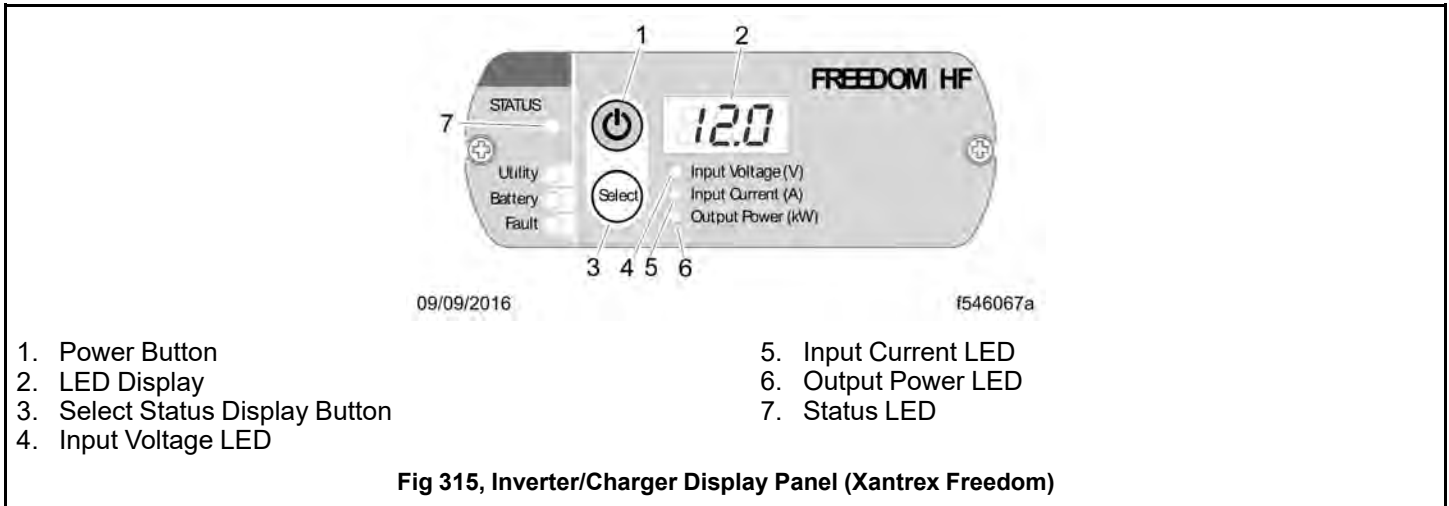 1 2
FREEDOM HF
STATUS
12.0
7
Utility
Battery
Fault
Select
Input Voltage (V)
Input Current (A)
Output Power (kW)
3 4 5 6
09/09/2016 f546067a
1. Power Button
2. LED Display
3. Select Status Display Button
4. Input Voltage LED
5. Input Current LED
6. Output Power LED
7. Status LED
Fig 315, Inverter/Charger Display Panel (Xantrex Freedom)